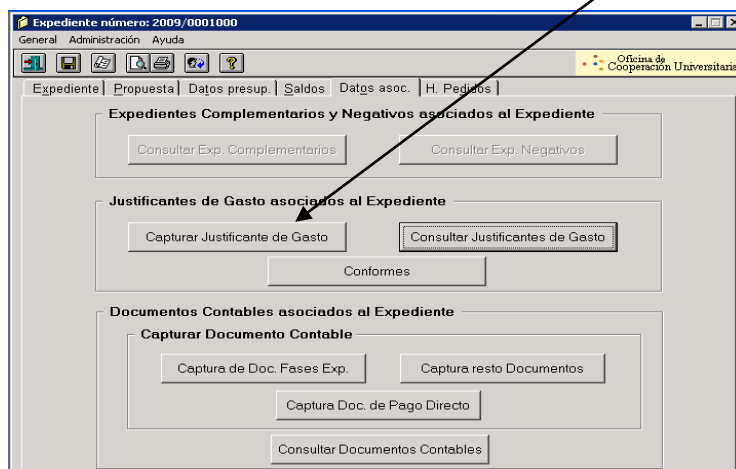 Expediente número: 2009/0001000
General Administración Ayuda
Oficina de
Cooperación Universitaria
Expediente Propuesta Datos presup. Saldos Datos asoc. H. Pedidos
Expedientes Complementarios y Negativos asociados al Expediente
Consultar Exp. Complementarios Consultar Exp. Negativos
Justificantes de Gasto asociados al Expediente
Capturar Justificante de Gasto Consultar Justificantes de Gasto
Conformes
Documentos Contables asociados al Expediente
Capturar Documento Contable
Captura de Doc. Fases Exp. Captura resto Documentos
Captura Doc. de Pago Directo
Consultar Documentos Contables